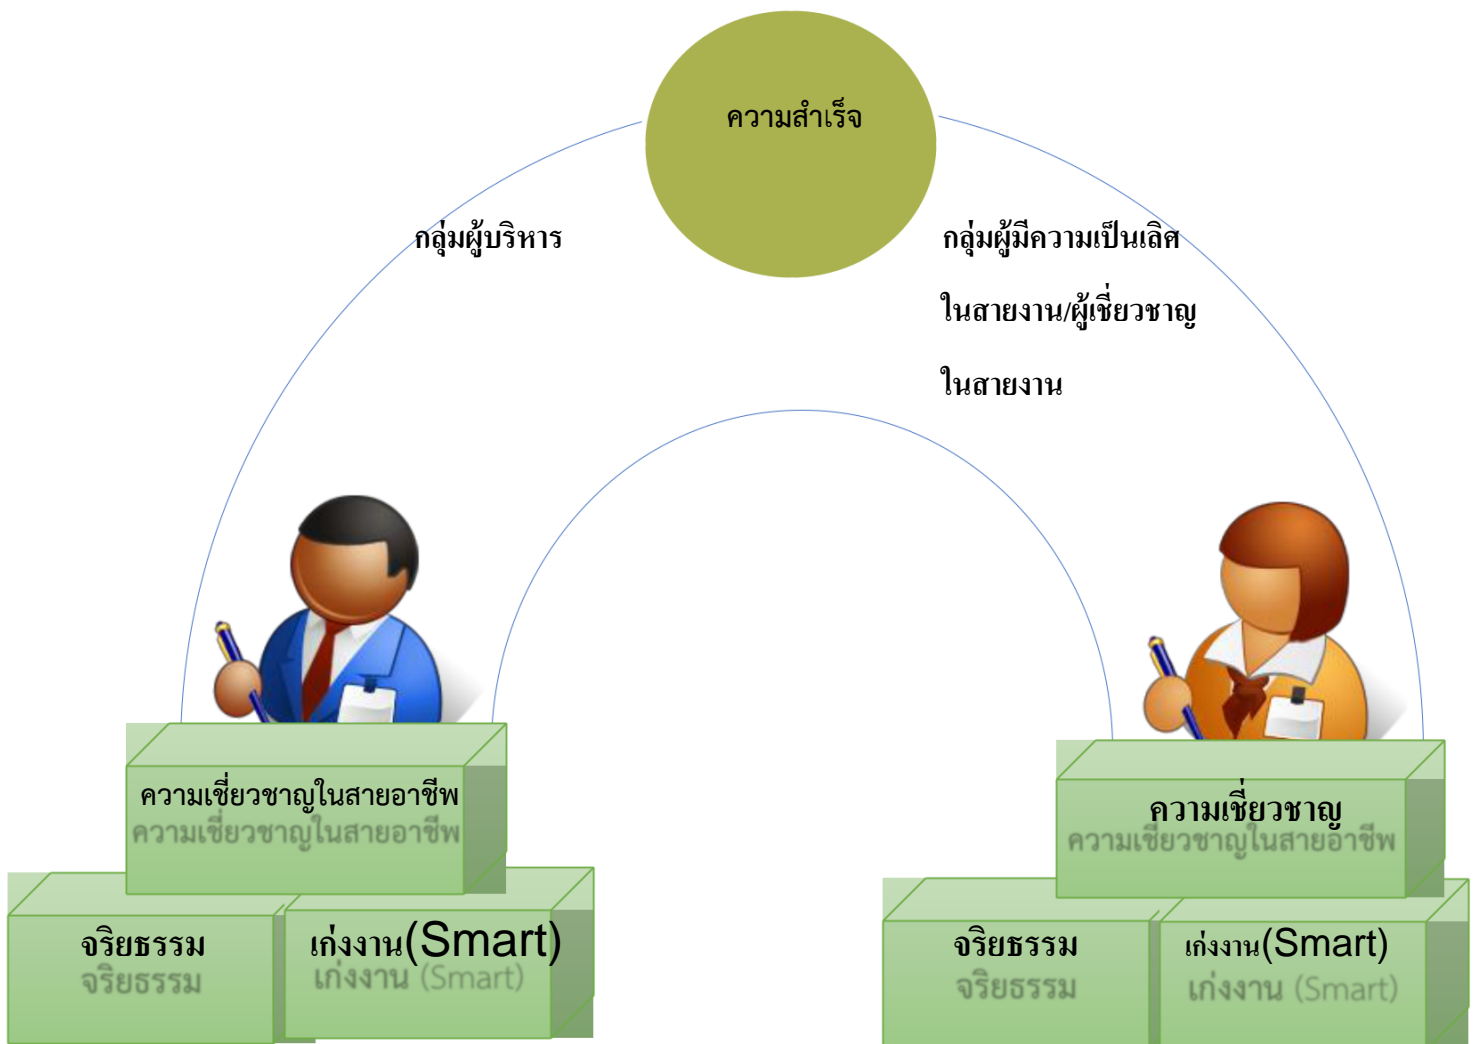 ความสำเร็จ
กลุ่มผู้บริหาร
กลุ่มผู้มีความเป็นเลิศ
ในสายงาน/ผู้เชี่ยวชาญ
ในสายงาน
ความเชี่ยวชาญในสายอาชีพ
ความเชี่ยวชาญในสายอาชีพ
จริยธรรม
จริยธรรม
เก่งงาน(Smart)
เก่งงาน (Smart)
ความเชี่ยวชาญ
ความเชี่ยวชาญในสายอาชีพ
จริยธรรม
จริยธรรม
เก่งงาน(Smart)
เก่งงาน (Smart)